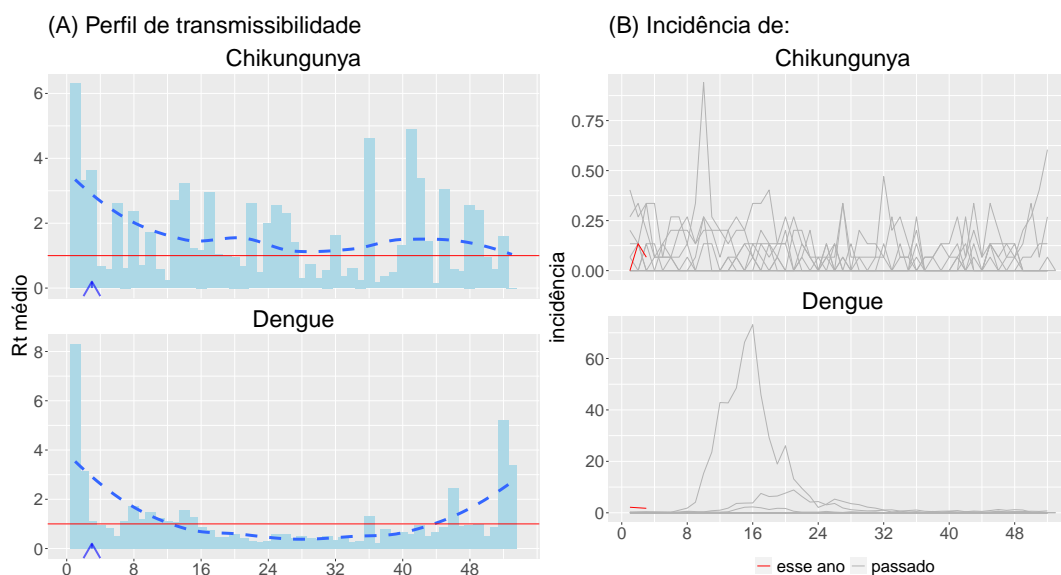 (A) Perfil de transmissibilidade
Chikungunya
6
4
2
0
Dengue
8
6
4
2
0
0 8 16 24 32 40 48
Rt médio
(B) Incidência de:
Chikungunya
0.75
0.50
0.25
0.00
Dengue
60
40
20
0
0 8 16 24 32 40 48
incidência
esse ano passado